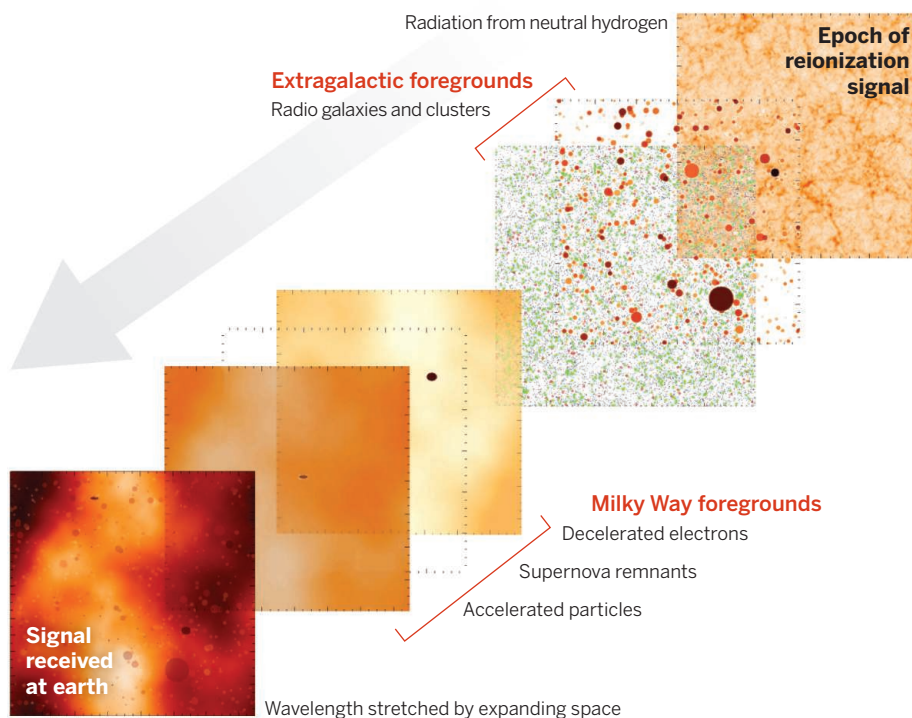 Radiation from neutral hydrogen
Epoch of
reionization
signal
Extragalactic foregrounds
Radio galaxies and clusters
Milky Way foregrounds
Decelerated electrons
Supernova remnants
Accelerated particles
Signal
received
at earth
Wavelength stretched by expanding space